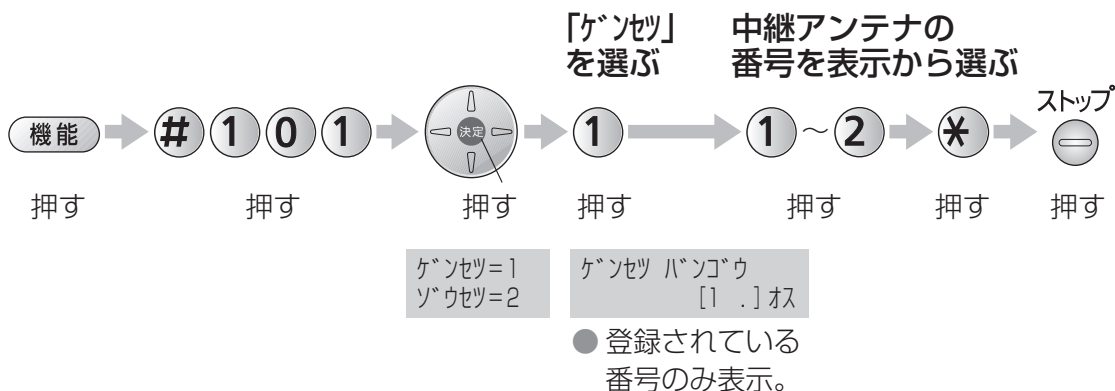 ｢ｹﾞﾝｾﾂ｣
を選ぶ
中継アンテナの
番号を表示から選ぶ
ストップ
機能
# 1 0 1
決定
1
1 ～ 2
＊
押す 押す 押す 押す 押す 押す 押す
ｹﾞﾝｾﾂ=1
ｿﾞｳｾﾂ=2
ｹﾞﾝｾﾂ ﾊﾞﾝｺﾞｳ
[1 .] ｵｽ
● 登録されている
番号のみ表示。